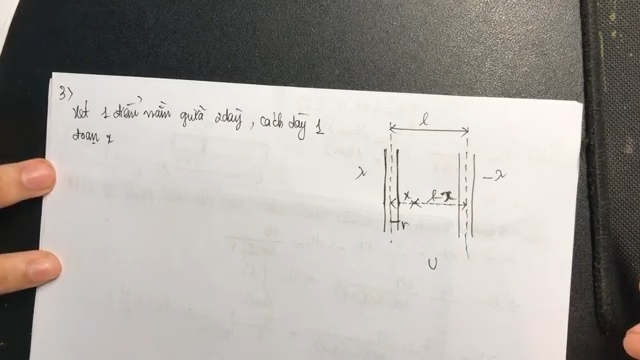 3>
Xét 1 điểm nằm giữa 2 dây, cách dây 1
đoạn x
l
λ
-λ
x
l-x
r
U